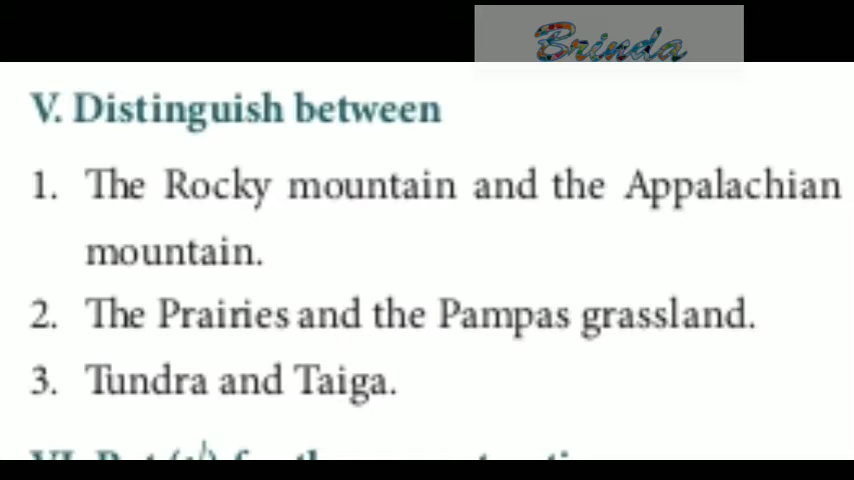 Brinda
V. Distinguish between
1. The Rocky mountain and the Appalachian
mountain.
2. The Prairies and the Pampas grassland.
3. Tundra and Taiga.